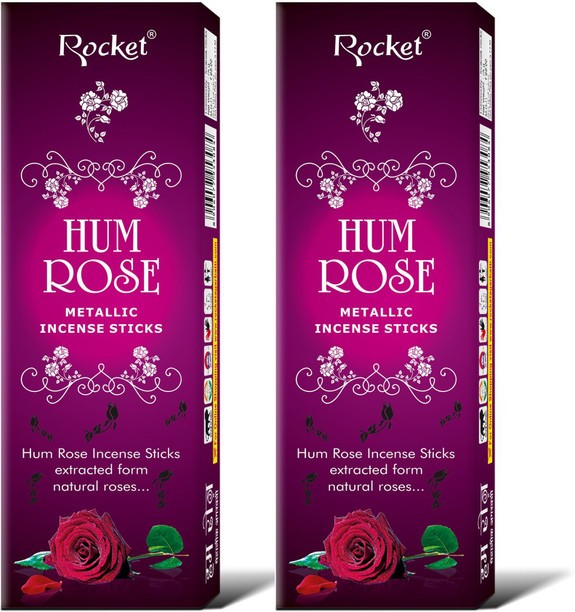 Rocket®
HUM
ROSE
METALLIC
INCENSE STICKS
Hum Rose Incense Sticks
extracted form
natural roses...
Rocket®
HUM
ROSE
METALLIC
INCENSE STICKS
Hum Rose Incense Sticks
extracted form
natural roses...